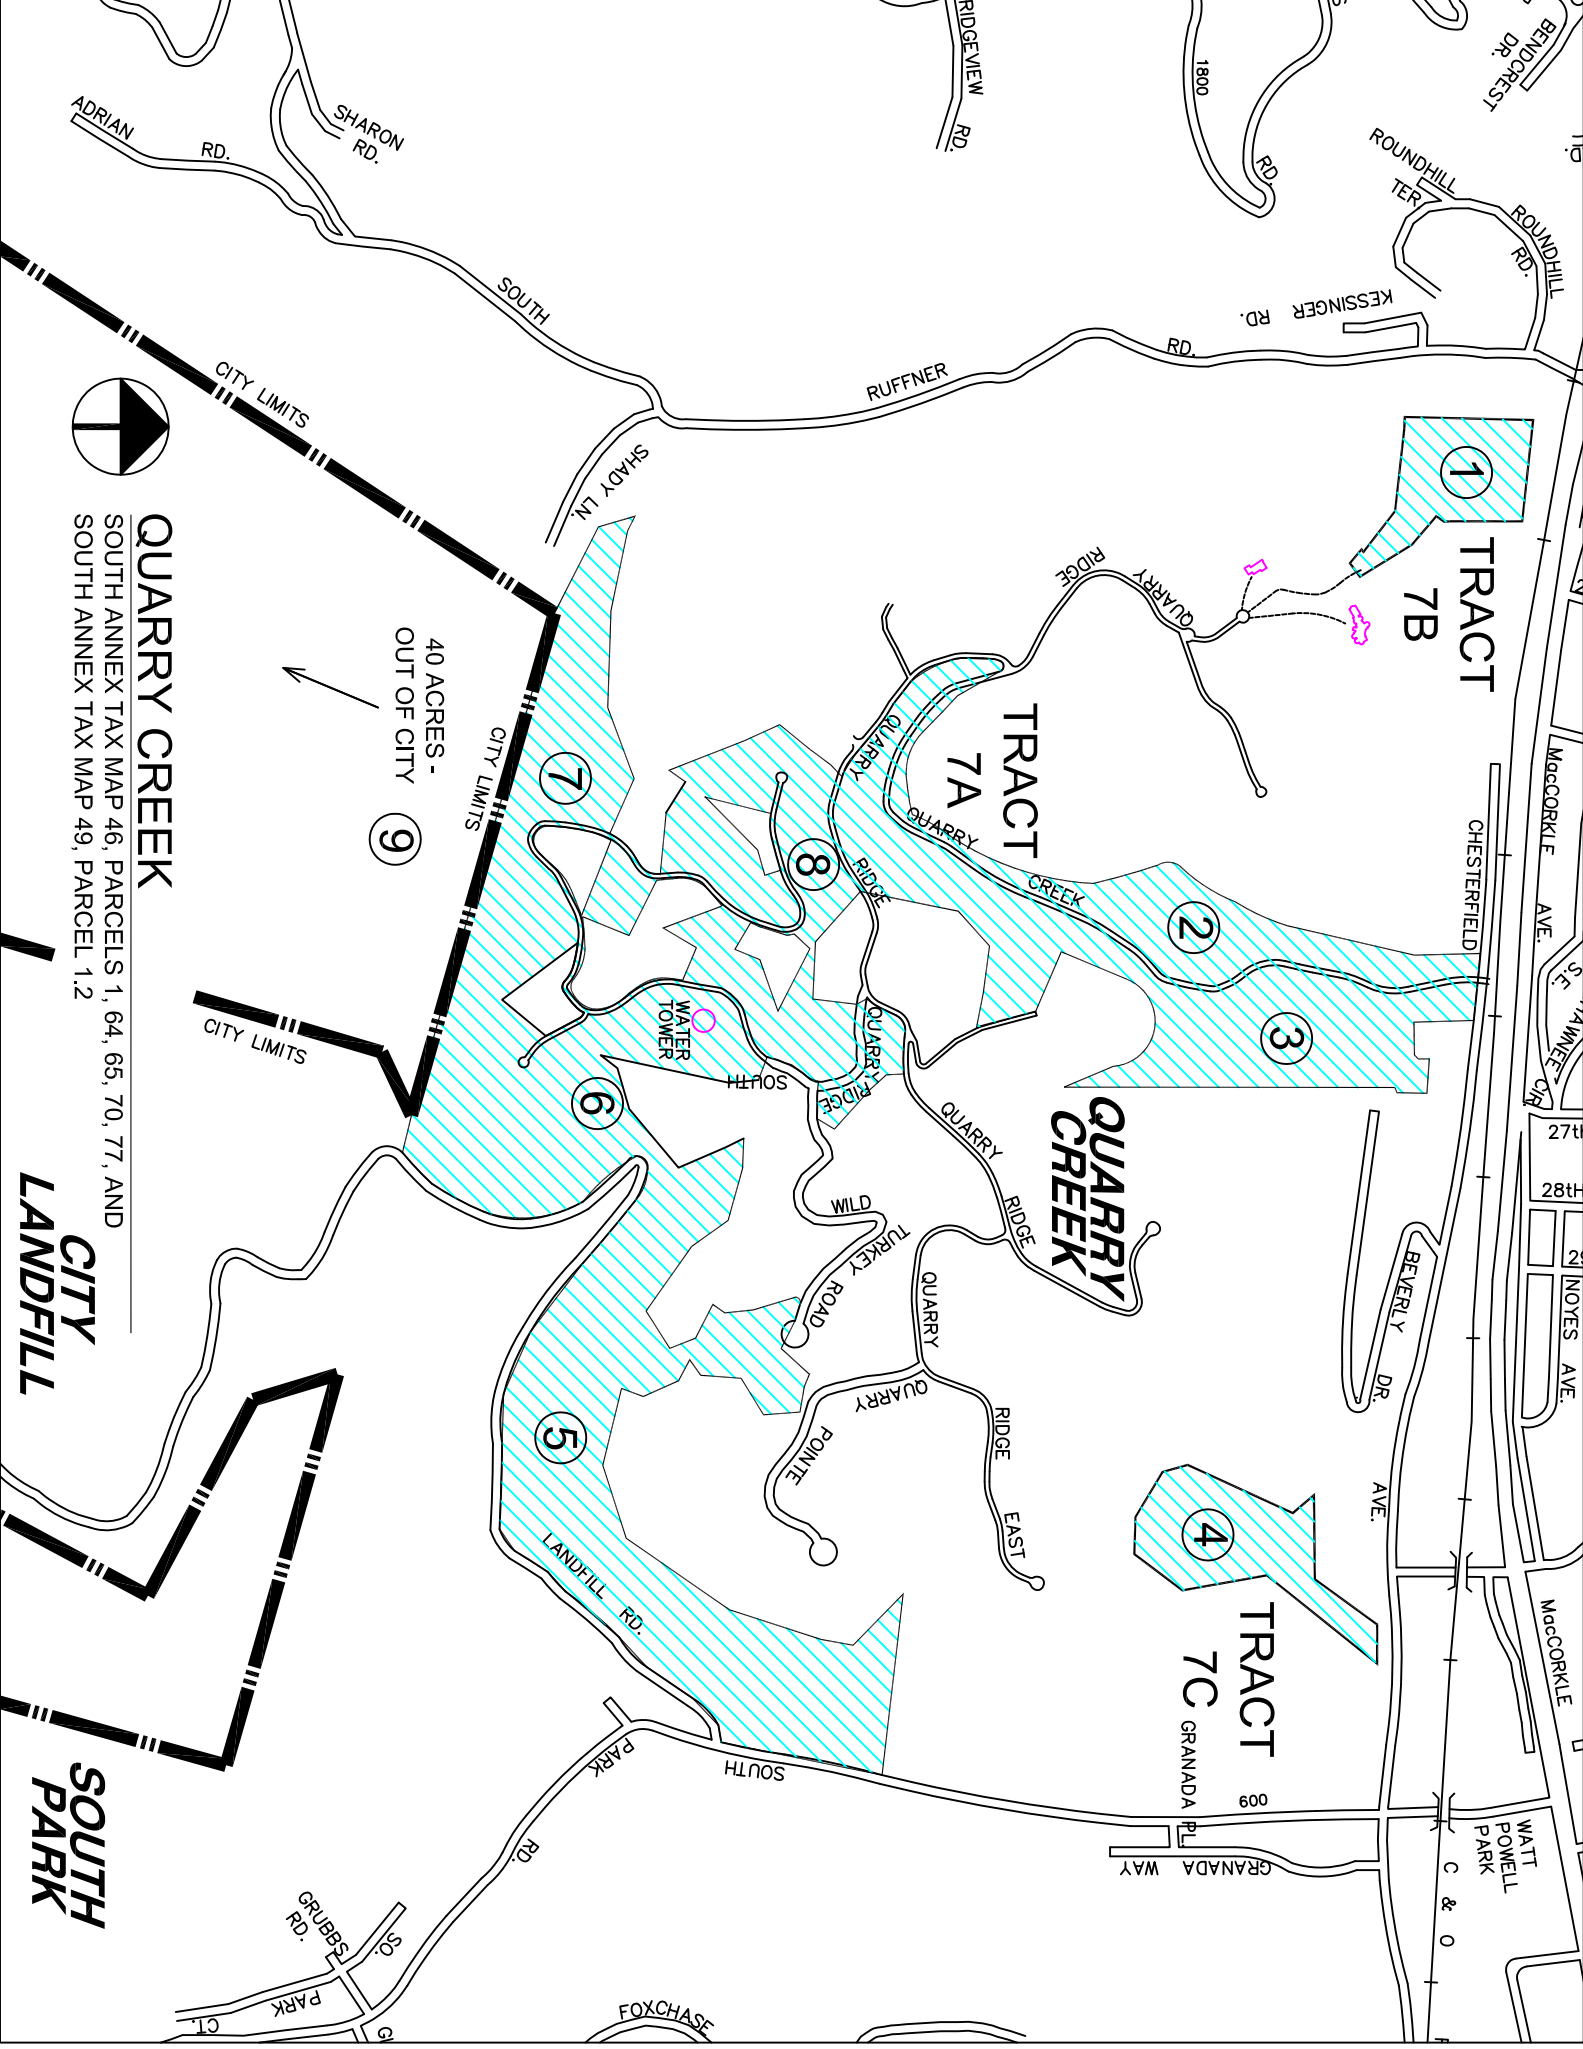 QUARRY CREEK
SOUTH ANNEX TAX MAP 46, PARCELS 1, 64, 65, 70, 77, AND
SOUTH ANNEX TAX MAP 49, PARCEL 1.2
BENDCREST
DR.
ROUNDHILL
TER
ROUNDHILL
RD.
KESSINGER RD.
1800
RD.
RIDGEVIEW
RD.
SHARON
RD.
ADRIAN
RD.
SOUTH
RUFFNER
RD.
SHADY LN.
CITY LIMITS
CITY LIMITS
CITY LIMITS
40 ACRES -
OUT OF CITY
9
1
TRACT
7B
TRACT
7A
QUARRY
RIDGE
QUARRY
RIDGE
QUARRY
CREEK
2
3
7
8
6
WATER
TOWER
SOUTH
QUARRY
RIDGE
QUARRY
RIDGE
QUARRY
CREEK
WILD
TURKEY
ROAD
QUARRY
RIDGE
EAST
QUARRY
POINTE
5
4
TRACT
7C
LANDFILL RD.
CITY
LANDFILL
SOUTH
PARK
MacCORKLE
AVE.
CHESTERFIELD
AVE.
S.E.
CIR.
27tH
28tH
NOYES AVE.
BEVERLY
DR.
MacCORKLE
WATT
POWELL
PARK
C & O
600
GRANADA PL.
GRANADA WAY
SOUTH
PARK
RD.
GRUBBS
RD.
SO.
PARK
CT.
FOXCHASE